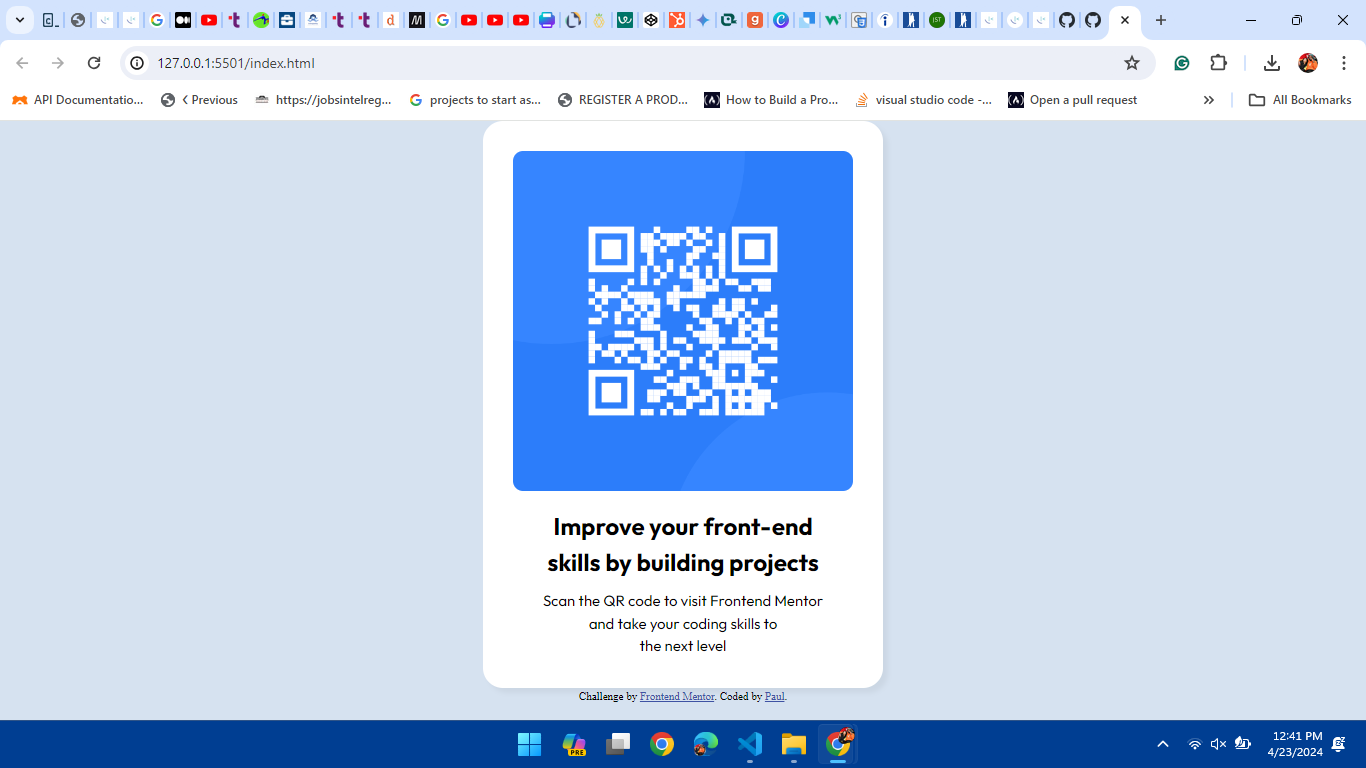 127.0.0.1:5501/index.html
API Documentatio...
< Previous
https://jobsintelreg...
projects to start as...
REGISTER A PROD...
How to Build a Pro...
visual studio code -...
Open a pull request
All Bookmarks
Improve your front-end
skills by building projects
Scan the QR code to visit Frontend Mentor
and take your coding skills to
the next level
Challenge by Frontend Mentor. Coded by Paul.
PRE
12:41 PM
4/23/2024